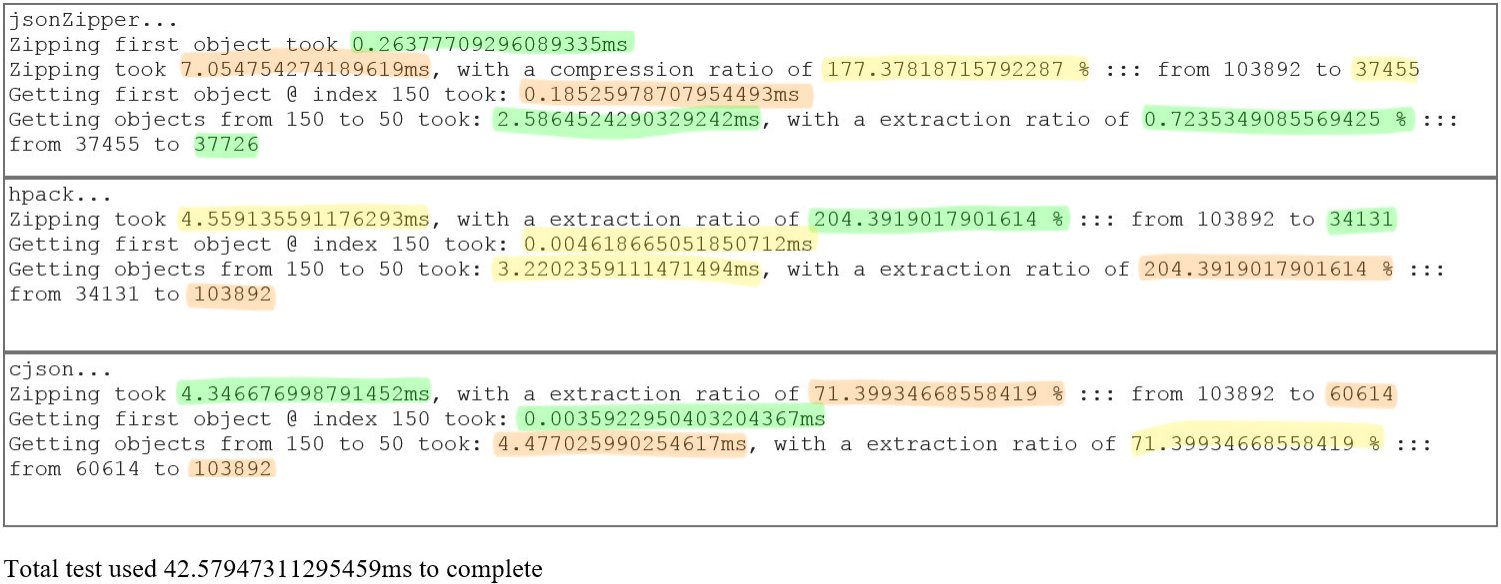 jsonZipper...
Zipping first object took 0.26377709296089335ms
Zipping took 7.054754274189619ms, with a compression ratio of 177.37818715792287 % ::: from 103892 to 37455
Getting first object @ index 150 took: 0.18525978707954493ms
Getting objects from 150 to 50 took: 2.5864524290329242ms, with a extraction ratio of 0.7235349085569425 % :::
from 37455 to 37726
hpack...
Zipping took 4.559135591176293ms, with a extraction ratio of 204.3919017901614 % ::: from 103892 to 34131
Getting first object @ index 150 took: 0.004618665051850712ms
Getting objects from 150 to 50 took: 3.2202359111471494ms, with a extraction ratio of 204.3919017901614 % :::
from 34131 to 103892
cjson...
Zipping took 4.346676998791452ms, with a extraction ratio of 71.39934668558419 % ::: from 103892 to 60614
Getting first object @ index 150 took: 0.0035922950403204367ms
Getting objects from 150 to 50 took: 4.477025990254617ms, with a extraction ratio of 71.39934668558419 % :::
from 60614 to 103892
Total test used 42.57947311295459ms to complete